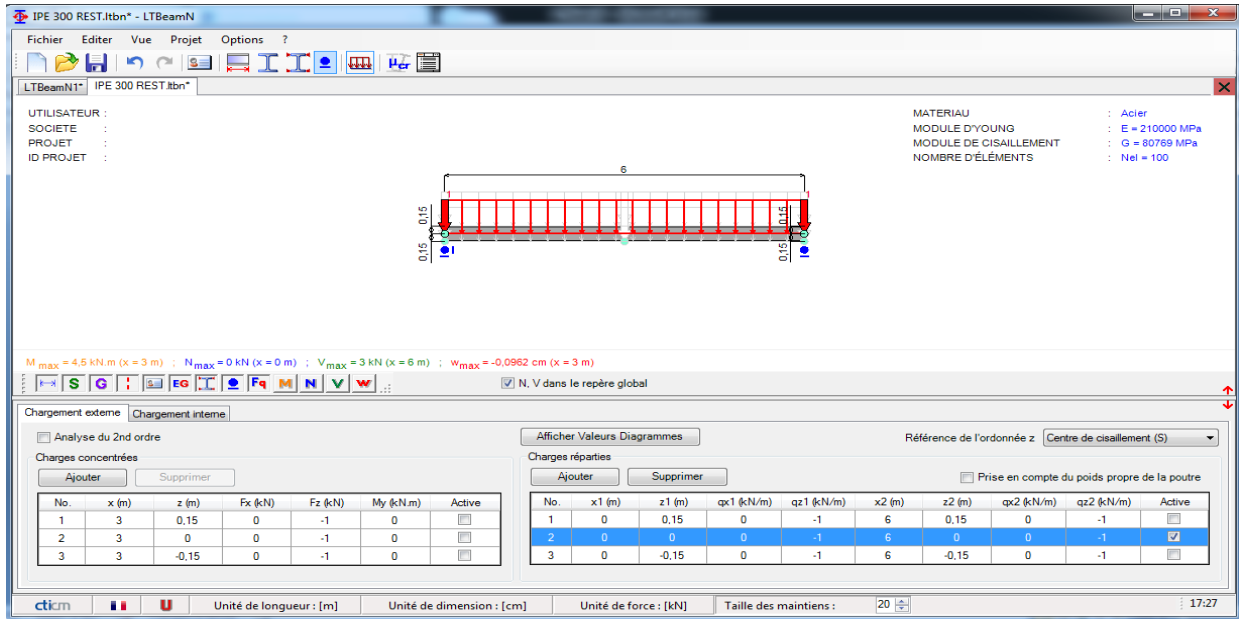 IPE 300 REST.ltbn* - LTBeamN
Fichier Editer Vue Projet Options ?
LTBeamN1* IPE 300 REST.ltbn*
UTILISATEUR :
SOCIETE :
PROJET :
ID PROJET :
MATERIAU : Acier
MODULE D'YOUNG : E = 210000 MPa
MODULE DE CISAILLEMENT : G = 80769 MPa
NOMBRE D'ÉLÉMENTS : Nel = 100
6
1 1
0,15 0,15
0,15 0,15
M max = 4,5 kN.m (x = 3 m) ; N max = 0 kN (x = 0 m) ; V max = 3 kN (x = 6 m) ; w max = -0,0962 cm (x = 3 m)
S G EG Fq M N V W N, V dans le repère global
Chargement externe Chargement interne
Analyse du 2nd ordre Afficher Valeurs Diagrammes Référence de l'ordonnée z Centre de cisaillement (S)
Charges concentrées Charges réparties
Ajouter Supprimer Ajouter Supprimer Prise en compte du poids propre de la poutre
No. x (m) z (m) Fx (kN) Fz (kN) My (kN.m) Active No. x1 (m) z1 (m) qx1 (kN/m) qz1 (kN/m) x2 (m) z2 (m) qx2 (kN/m) qz2 (kN/m) Active
1 3 0,15 0 -1 0 1 0 0,15 0 -1 6 0,15 0 -1
2 3 0 0 -1 0 2 0 0 0 -1 6 0 0 -1
3 3 -0,15 0 -1 0 3 0 -0,15 0 -1 6 -0,15 0 -1
cticm U Unité de longueur : [m] Unité de dimension : [cm] Unité de force : [kN] Taille des maintiens : 20 17:27